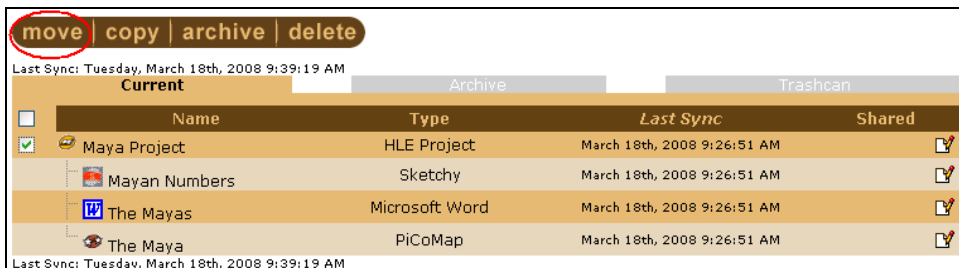 move copy archive delete
Last Sync: Tuesday, March 18th, 2008 9:39:19 AM
Current Archive Trashcan
Name Type Last Sync Shared
Maya Project HLE Project March 18th, 2008 9:26:51 AM
Mayan Numbers Sketchy March 18th, 2008 9:26:51 AM
The Mayas Microsoft Word March 18th, 2008 9:26:51 AM
The Maya PiCoMap March 18th, 2008 9:26:51 AM
Last Sync: Tuesday, March 18th, 2008 9:39:19 AM